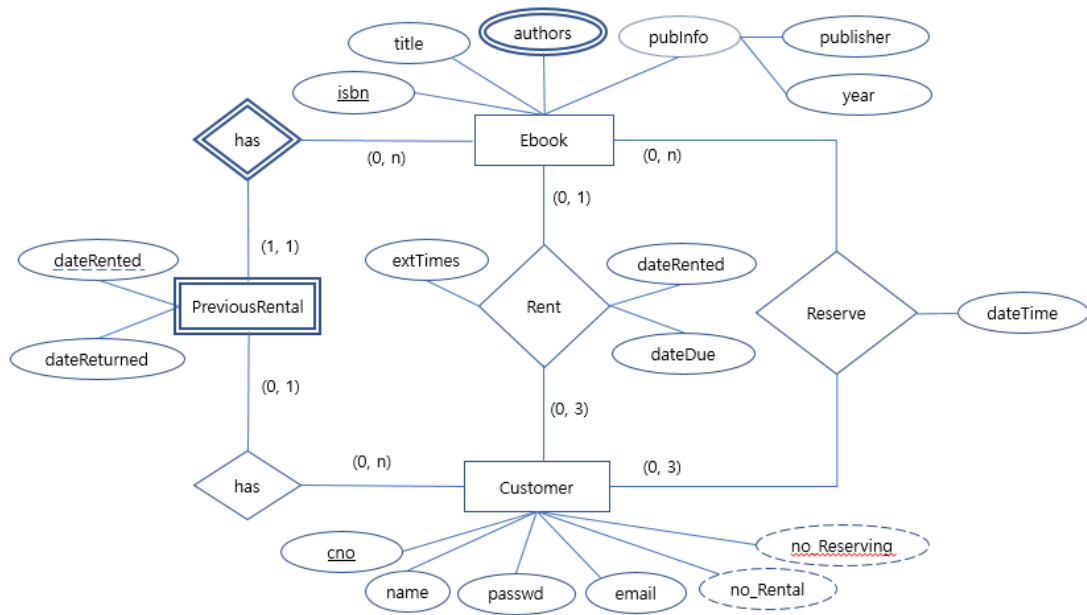 authors
title
pubInfo
publisher
isbn
year
has
Ebook
(0, n)
(0, n)
(0, 1)
(1, 1)
dateRented
extTimes
dateRented
PreviousRental
Rent
Reserve
dateTime
dateReturned
dateDue
(0, 1)
(0, 3)
(0, n)
(0, 3)
has
Customer
cno
no_Reserving
name
passwd
email
no_Rental